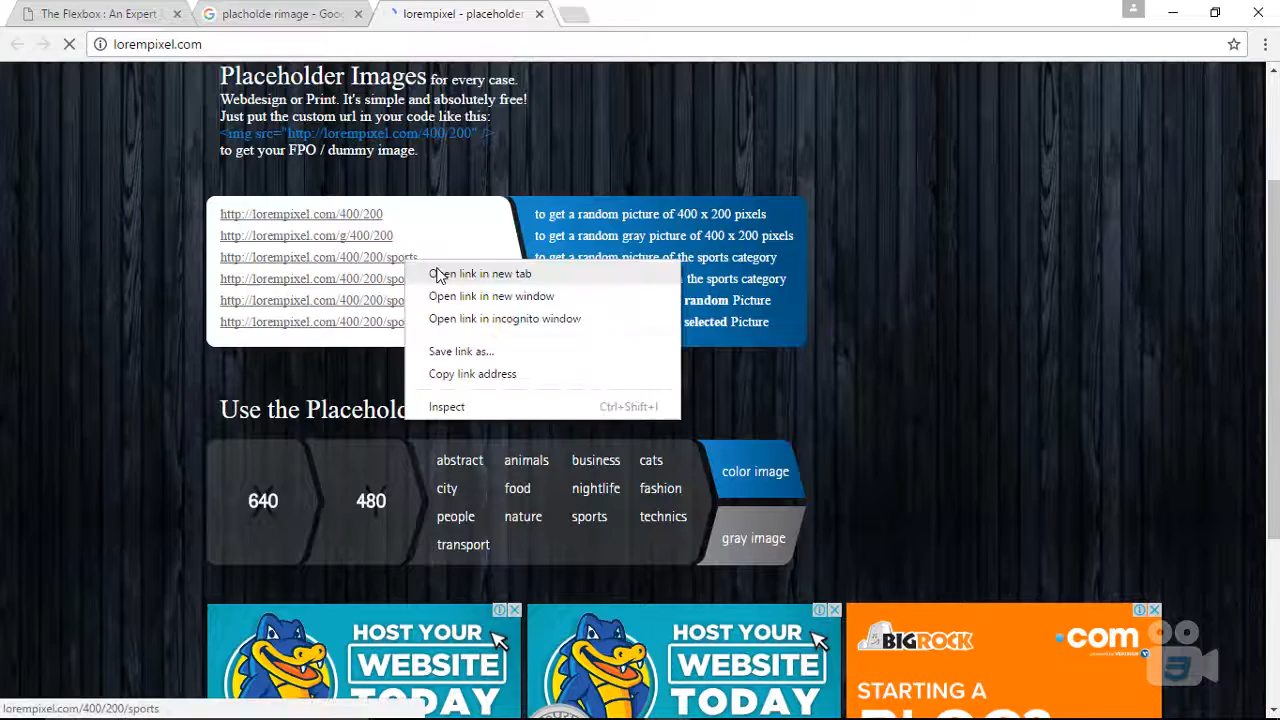 The Flexbox : An Expert
placholde rimage - Goo
lorempixel - placeholder
lorempixel.com
Placeholder Images for every case.
Webdesign or Print. It's simple and absolutely free!
Just put the custom url in your code like this:
<img src="http://lorempixel.com/400/200" />
to get your FPO / dummy image.
http://lorempixel.com/400/200 to get a random picture of 400 x 200 pixels
http://lorempixel.com/g/400/200 to get a random gray picture of 400 x 200 pixels
http://lorempixel.com/400/200/sports to get a random picture of the sports category
http://lorempixel.com/400/200/spo the sports category
http://lorempixel.com/400/200/spo random Picture
http://lorempixel.com/400/200/spo selected Picture
Open link in new tab
Open link in new window
Open link in incognito window
Save link as...
Copy link address
Inspect Ctrl+Shift+I
Use the Placehold
640 480
abstract animals business cats
city food nightlife fashion
people nature sports technics
transport
color image
gray image
HOST YOUR
WEBSITE
TODAY
HOST YOUR
WEBSITE
TODAY
BIGROCK
.com
STARTING A
lorempixel.com/400/200/sports